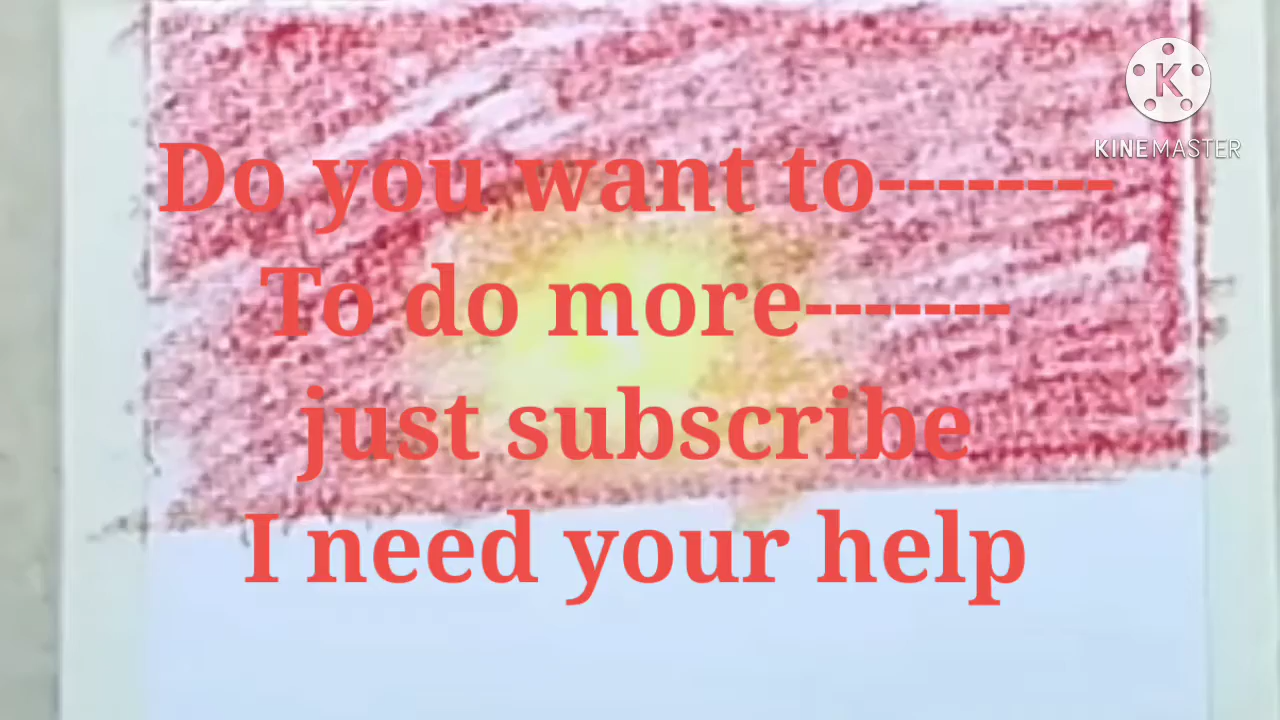 K
KINEMASTER
Do you want to--------
To do more-------
just subscribe
I need your help